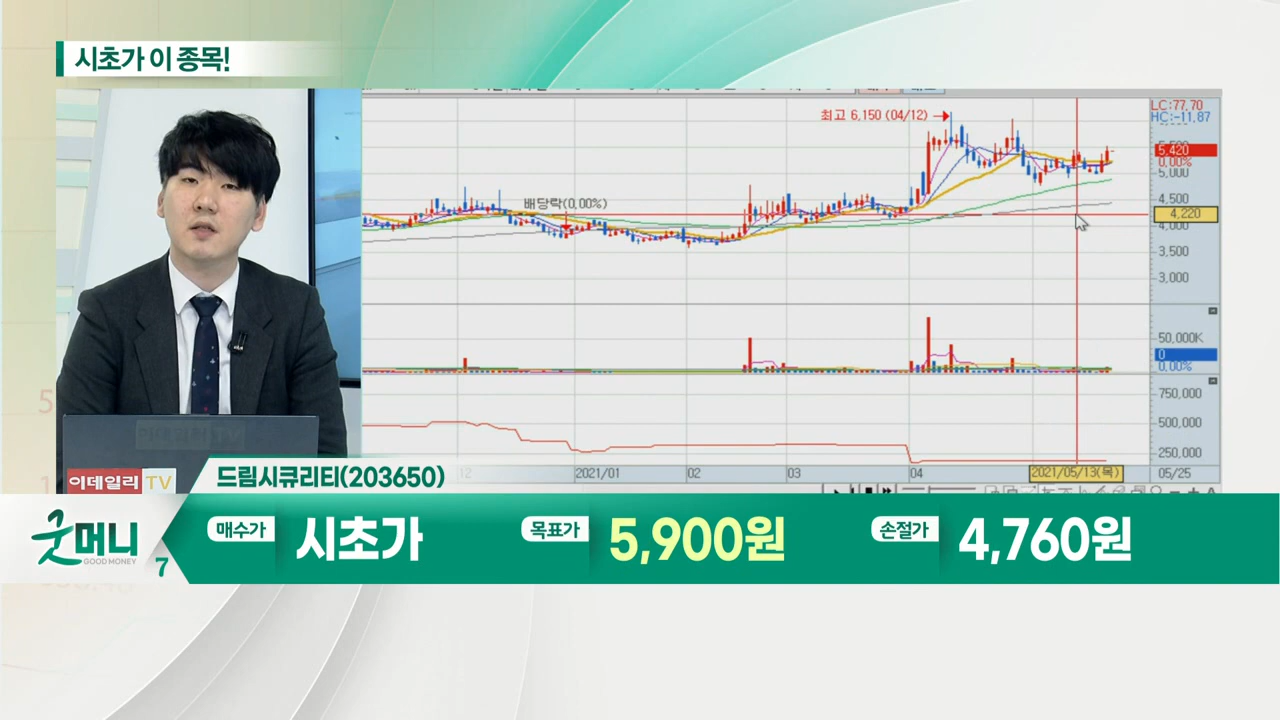 시초가 이 종목!
LC:77.70
HC:-11.87
최고 6,150 (04/12)
5,420
0.00%
5,000
배당락(0,00%)
4,500
4,220
4,000
3,500
3,000
50,000K
0
0.00%
750,000
500,000
250,000
12
2021/01
02
03
04
2021/05/13(목)
05/25
이데일리 TV
드림시큐리티(203650)
굿머니
GOOD MONEY
7
매수가
시초가
목표가
5,900원
손절가
4,760원